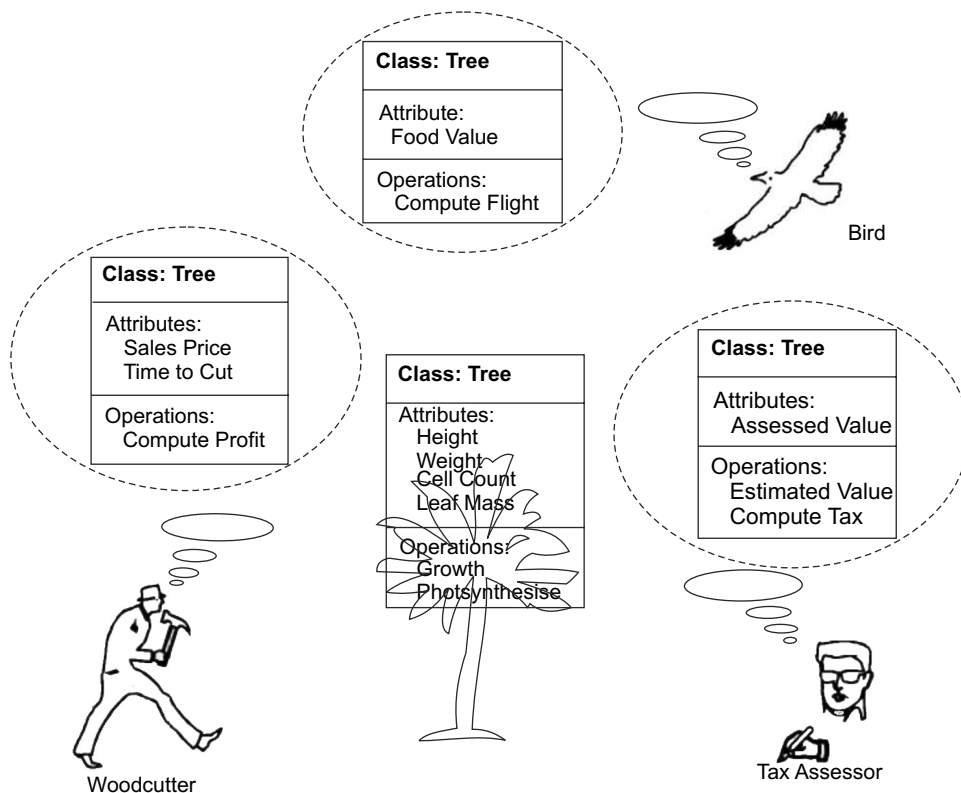 Class: Tree
Attribute:
Food Value
Operations:
Compute Flight
Bird
Class: Tree
Attributes:
Sales Price
Time to Cut
Operations:
Compute Profit
Woodcutter
Class: Tree
Attributes:
Height
Weight
Cell Count
Leaf Mass
Operations:
Growth
Photsynthesise
Class: Tree
Attributes:
Assessed Value
Operations:
Estimated Value
Compute Tax
Tax Assessor